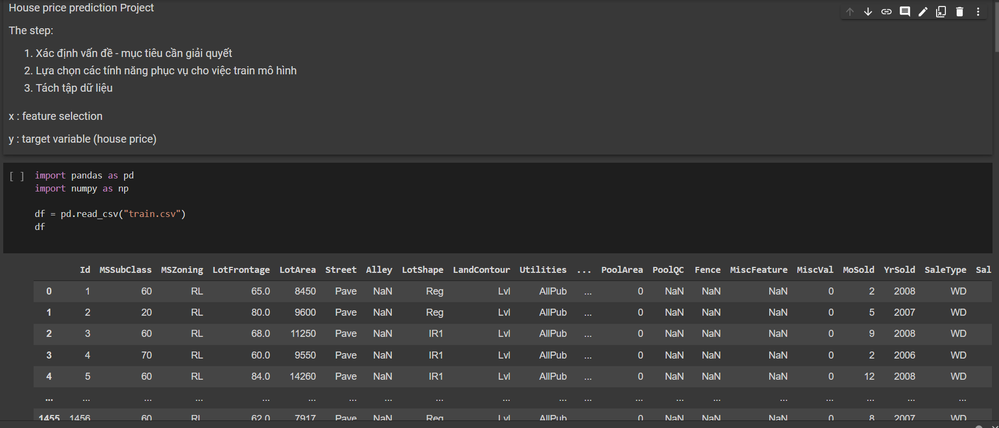 House price prediction Project
The step:
1. Xác định vấn đề - mục tiêu cần giải quyết
2. Lựa chọn các tính năng phục vụ cho việc train mô hình
3. Tách tập dữ liệu
x : feature selection
y : target variable (house price)
[ ] import pandas as pd
import numpy as np
df = pd.read_csv("train.csv")
df
Id MSSubClass MSZoning LotFrontage LotArea Street Alley LotShape LandContour Utilities ... PoolArea PoolQC Fence MiscFeature MiscVal MoSold YrSold SaleType Sal
0 1 60 RL 65.0 8450 Pave NaN Reg Lvl AllPub ... 0 NaN NaN NaN 0 2 2008 WD
1 2 20 RL 80.0 9600 Pave NaN Reg Lvl AllPub ... 0 NaN NaN NaN 0 5 2007 WD
2 3 60 RL 68.0 11250 Pave NaN IR1 Lvl AllPub ... 0 NaN NaN NaN 0 9 2008 WD
3 4 70 RL 60.0 9550 Pave NaN IR1 Lvl AllPub ... 0 NaN NaN NaN 0 2 2006 WD
4 5 60 RL 84.0 14260 Pave NaN IR1 Lvl AllPub ... 0 NaN NaN NaN 0 12 2008 WD
... ... ... ... ... ... ... ... ... ... ... ... ... ... ... ... ... ... ... ...
1455 1456 60 RL 62.0 7917 Pave NaN Reg Lvl AllPub ... 0 NaN NaN NaN 0 8 2007 WD